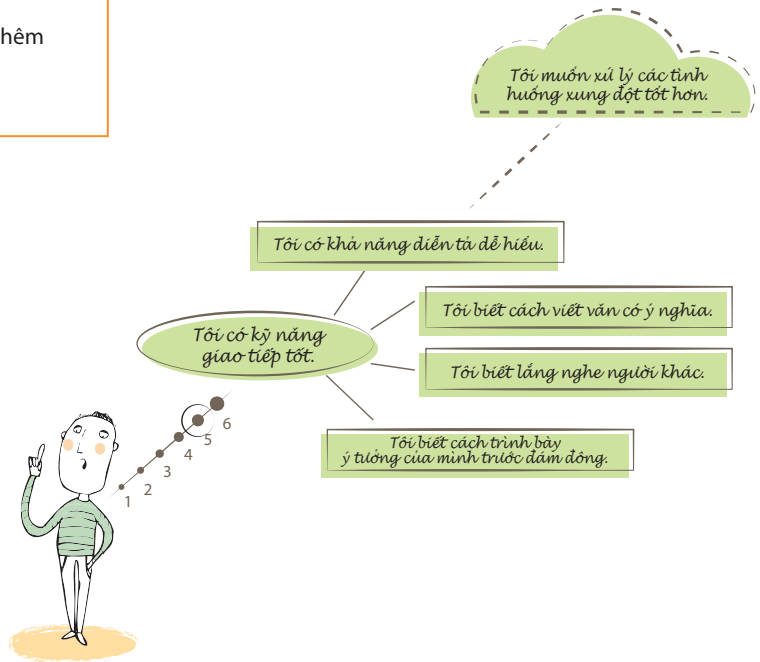 hêm
Tôi muốn xử lý các tình
huống xung đột tốt hơn.
Tôi có khả năng diễn tả dễ hiểu.
Tôi biết cách viết văn có ý nghĩa.
Tôi có kỹ năng
giao tiếp tốt.
Tôi biết lắng nghe người khác.
Tôi biết cách trình bày
ý tưởng của mình trước đám đông.
6
5
4
3
2
1